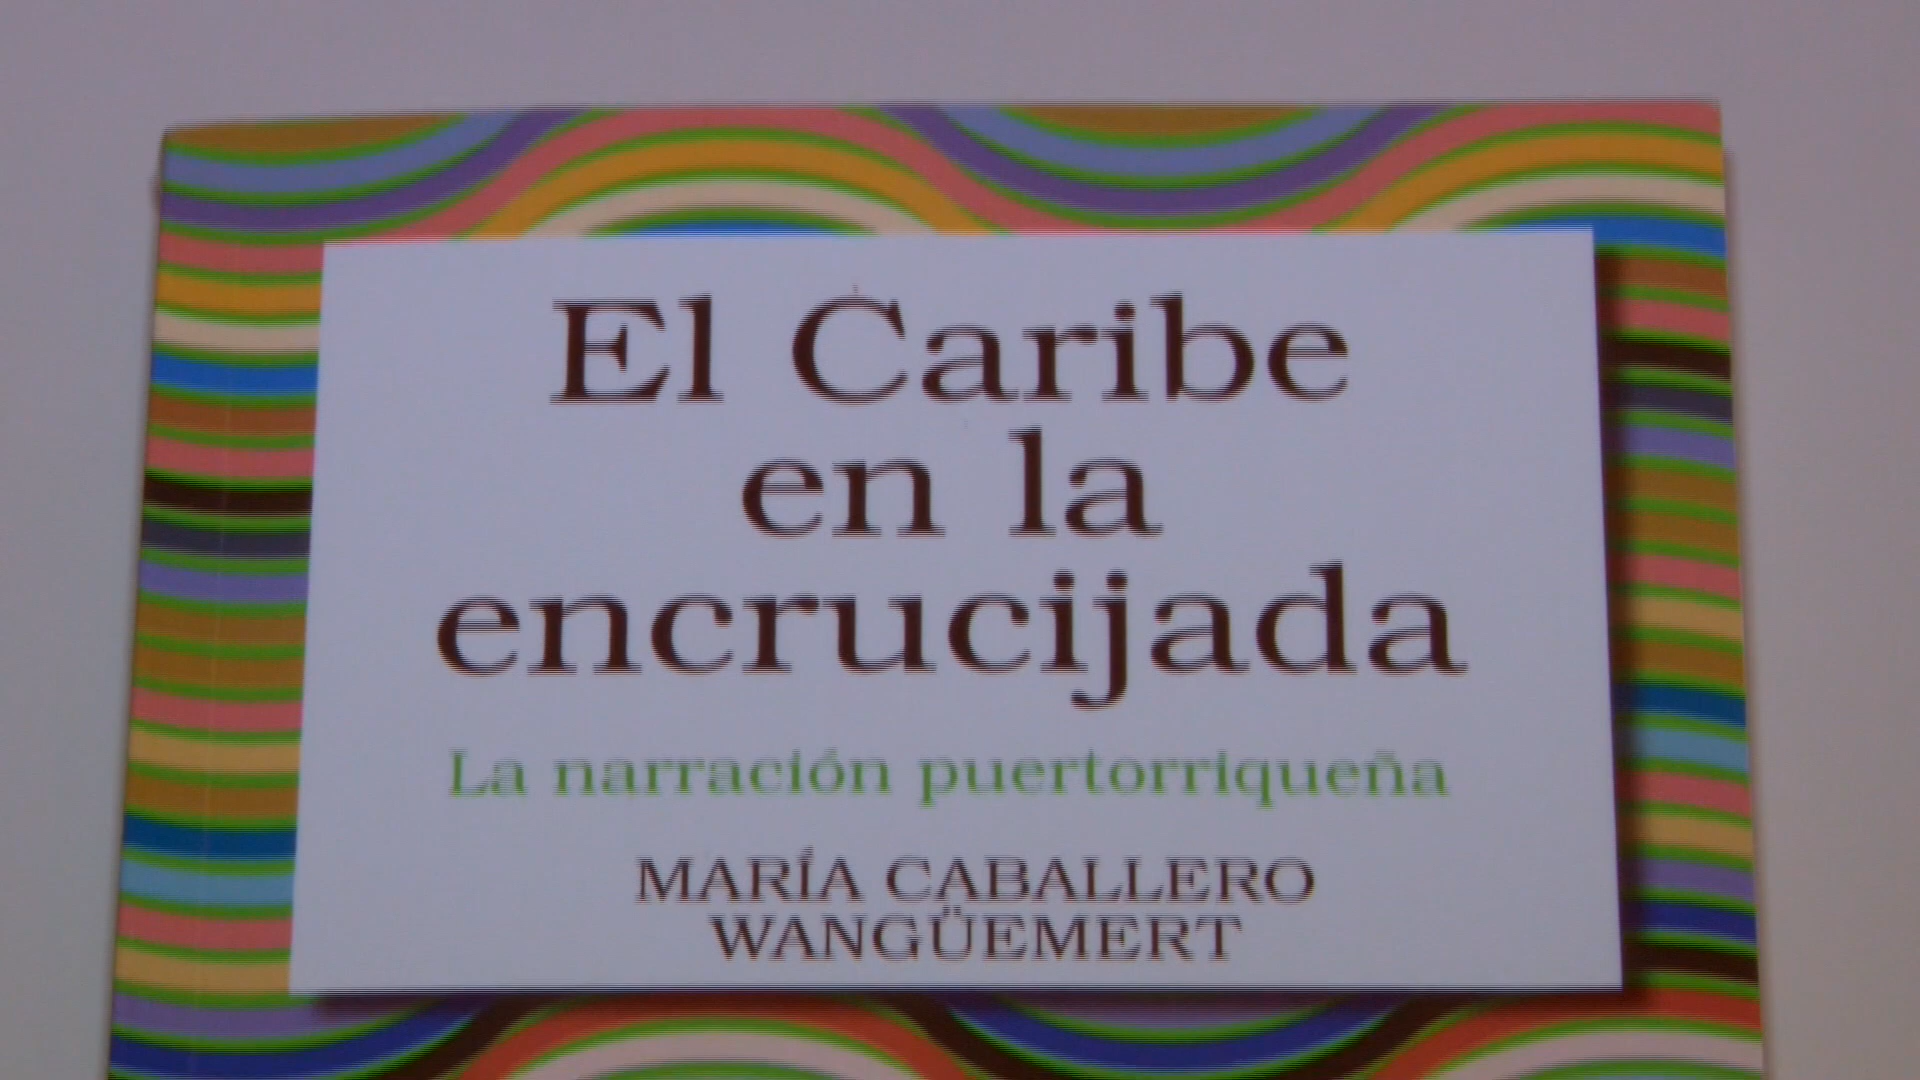 El Caribe
en la
encrucijada
La narración puertorriqueña
MARÍA CABALLERO
WANGÜEMERT